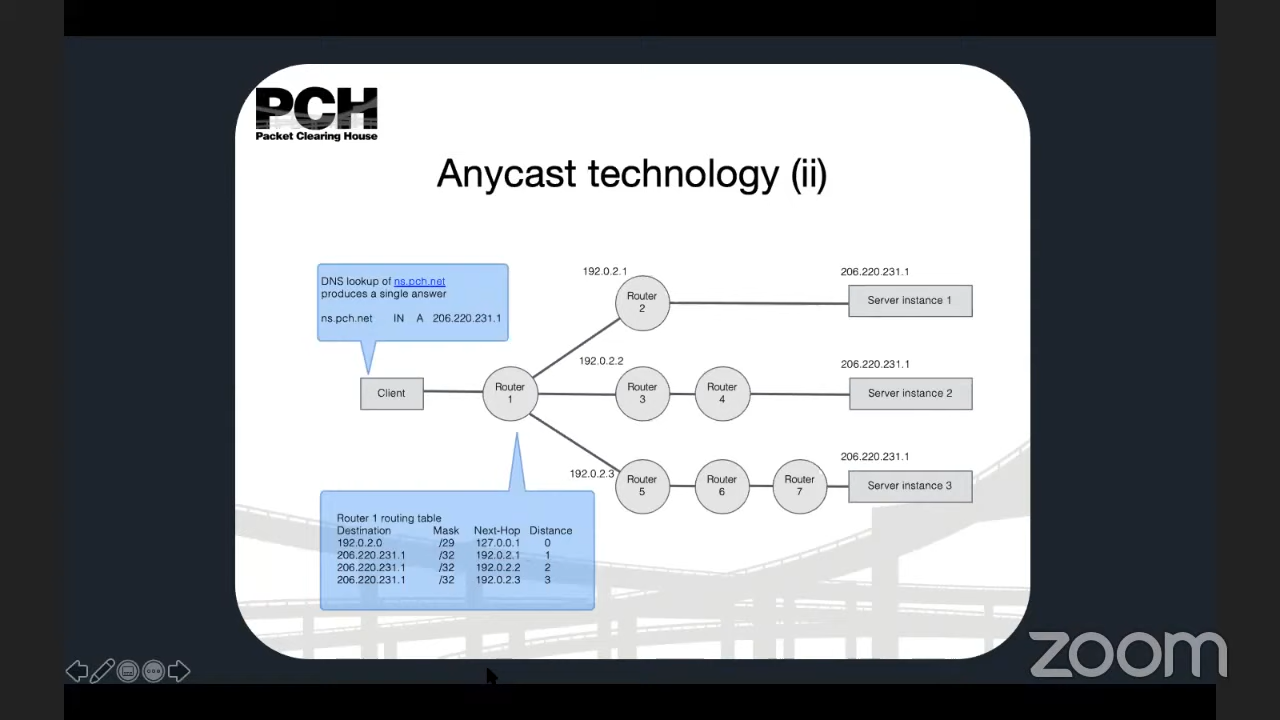 PCH
Packet Clearing House
Anycast technology (ii)
DNS lookup of ns.pch.net
produces a single answer
ns.pch.net IN A 206.220.231.1
192.0.2.1
Router
2
206.220.231.1
Server instance 1
Client
Router
1
192.0.2.2
Router
3
Router
4
206.220.231.1
Server instance 2
192.0.2.3
Router
5
Router
6
Router
7
206.220.231.1
Server instance 3
Router 1 routing table
Destination Mask Next-Hop Distance
192.0.2.0 /29 127.0.0.1 0
206.220.231.1 /32 192.0.2.1 1
206.220.231.1 /32 192.0.2.2 2
206.220.231.1 /32 192.0.2.3 3
zoom